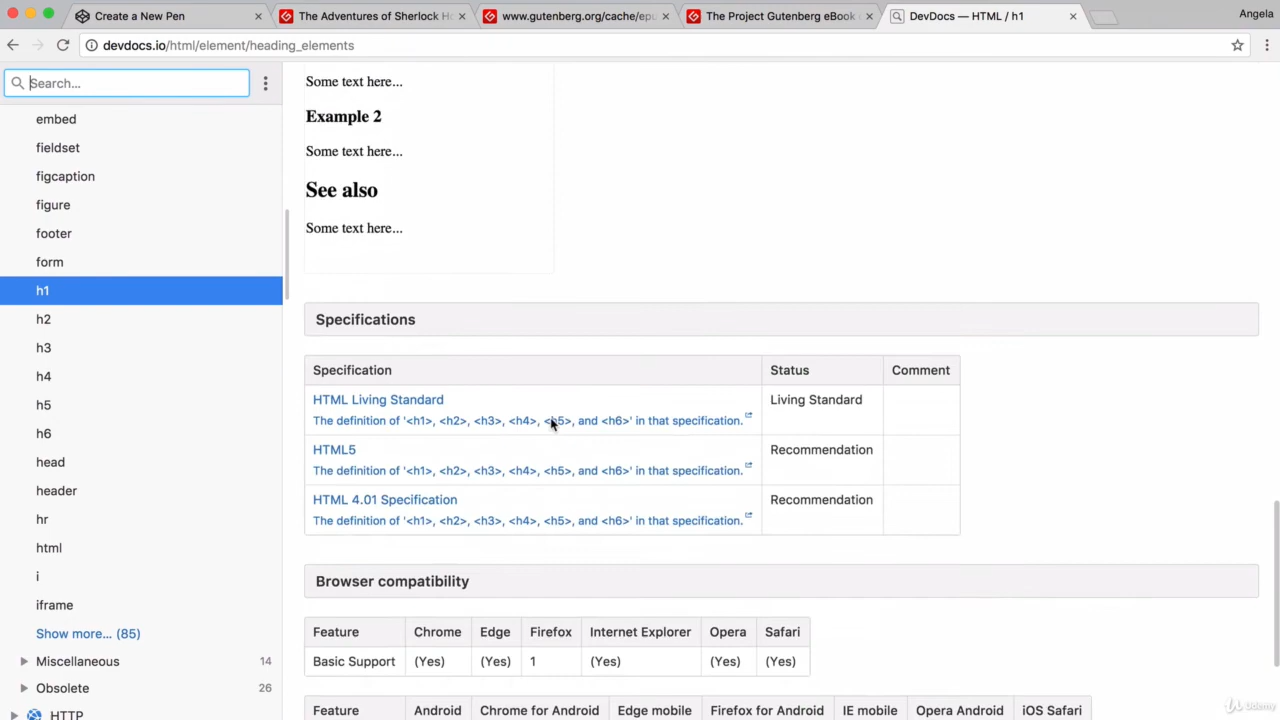 Create a New Pen
The Adventures of Sherlock H
www.gutenberg.org/cache/epu
The Project Gutenberg eBook
DevDocs — HTML / h1
Angela
devdocs.io/html/element/heading_elements
Search...
embed
fieldset
figcaption
figure
footer
form
h1
h2
h3
h4
h5
h6
head
header
hr
html
i
iframe
Show more... (85)
Miscellaneous 14
Obsolete 26
HTTP
Some text here...
Example 2
Some text here...
See also
Some text here...
Specifications
Specification Status Comment
HTML Living Standard Living Standard
The definition of '<h1>, <h2>, <h3>, <h4>, <h5>, and <h6>' in that specification.
HTML5 Recommendation
The definition of '<h1>, <h2>, <h3>, <h4>, <h5>, and <h6>' in that specification.
HTML 4.01 Specification Recommendation
The definition of '<h1>, <h2>, <h3>, <h4>, <h5>, and <h6>' in that specification.
Browser compatibility
Feature Chrome Edge Firefox Internet Explorer Opera Safari
Basic Support (Yes) (Yes) 1 (Yes) (Yes) (Yes)
Feature Android Chrome for Android Edge mobile Firefox for Android IE mobile Opera Android iOS Safari
Udemy